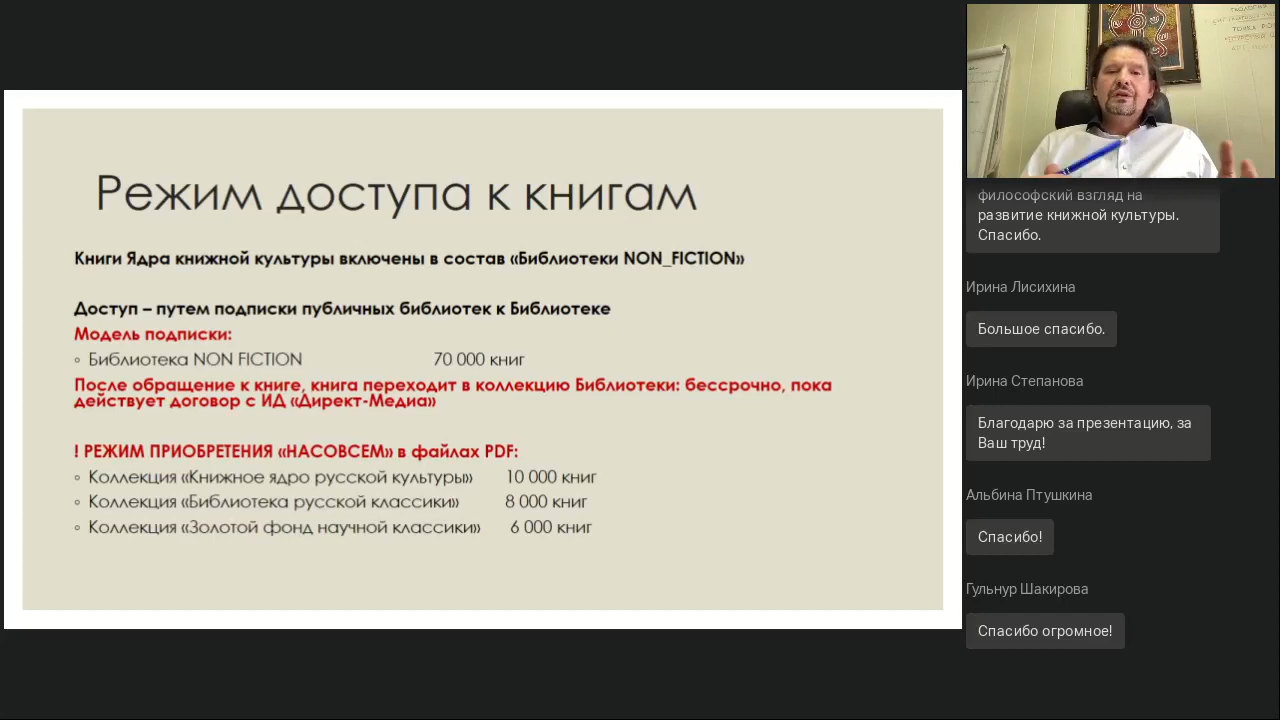 Режим доступа к книгам
Книги Ядра книжной культуры включены в состав «Библиотеки NON_FICTION»
Доступ – путем подписки публичных библиотек к Библиотеке
Модель подписки:
◦ Библиотека NON FICTION 70 000 книг
После обращение к книге, книга переходит в коллекцию Библиотеки: бессрочно, пока
действует договор с ИД «Директ-Медиа»
! РЕЖИМ ПРИОБРЕТЕНИЯ «НАСОВСЕМ» в файлах PDF:
◦ Коллекция «Книжное ядро русской культуры» 10 000 книг
◦ Коллекция «Библиотека русской классики» 8 000 книг
◦ Коллекция «Золотой фонд научной классики» 6 000 книг
философский взгляд на
развитие книжной культуры.
Спасибо.
Ирина Лисихина
Большое спасибо.
Ирина Степанова
Благодарю за презентацию, за
Ваш труд!
Альбина Птушкина
Спасибо!
Гульнур Шакирова
Спасибо огромное!